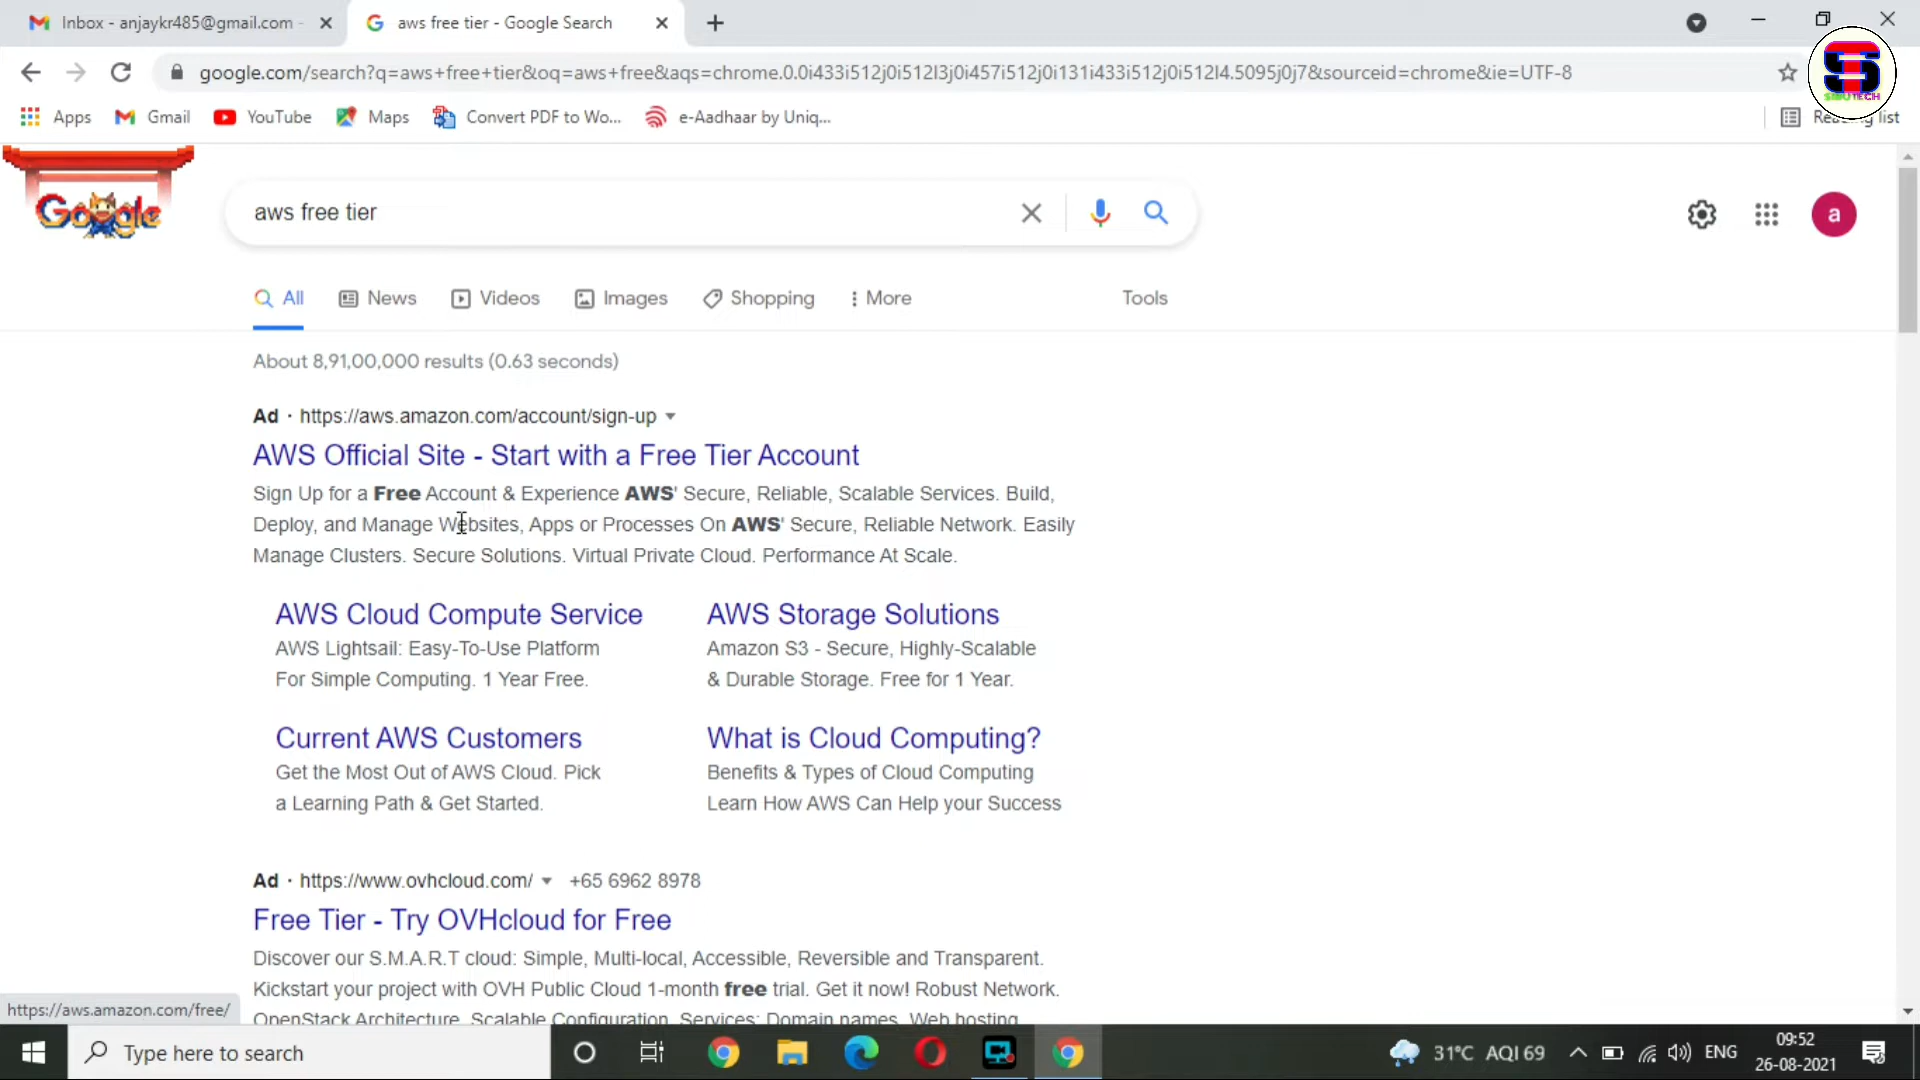 Inbox - anjaykr485@gmail.com -
aws free tier - Google Search
google.com/search?q=aws+free+tier&oq=aws+free&aqs=chrome.0.0i433i512j0i512l3j0i457i512j0i131i433i512j0i512l4.5095j0j7&sourceid=chrome&ie=UTF-8
Apps Gmail YouTube Maps Convert PDF to Wo... e-Aadhaar by Uniq... list
Google
aws free tier
a
All News Videos Images Shopping More Tools
About 8,91,00,000 results (0.63 seconds)
Ad · https://aws.amazon.com/account/sign-up
AWS Official Site - Start with a Free Tier Account
Sign Up for a Free Account & Experience AWS' Secure, Reliable, Scalable Services. Build,
Deploy, and Manage Websites, Apps or Processes On AWS' Secure, Reliable Network. Easily
Manage Clusters. Secure Solutions. Virtual Private Cloud. Performance At Scale.
AWS Cloud Compute Service
AWS Lightsail: Easy-To-Use Platform
For Simple Computing. 1 Year Free.
AWS Storage Solutions
Amazon S3 - Secure, Highly-Scalable
& Durable Storage. Free for 1 Year.
Current AWS Customers
Get the Most Out of AWS Cloud. Pick
a Learning Path & Get Started.
What is Cloud Computing?
Benefits & Types of Cloud Computing
Learn How AWS Can Help your Success
Ad · https://www.ovhcloud.com/ +65 6962 8978
Free Tier - Try OVHcloud for Free
Discover our S.M.A.R.T cloud: Simple, Multi-local, Accessible, Reversible and Transparent.
Kickstart your project with OVH Public Cloud 1-month free trial. Get it now! Robust Network.
OpenStack Architecture. Scalable Configuration. Services: Domain names, Web hosting
https://aws.amazon.com/free/
Type here to search
31°C AQI 69
ENG
09:52
26-08-2021